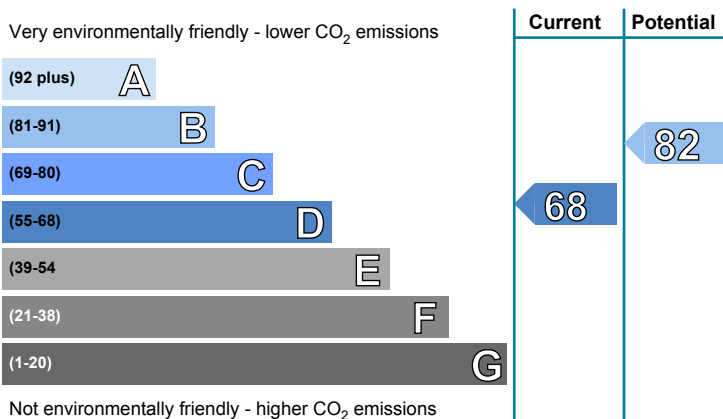 Very environmentally friendly - lower CO2 emissions
Current
Potential
(92 plus) A
(81-91) B
82
(69-80) C
68
(55-68) D
(39-54 E
(21-38) F
(1-20) G
Not environmentally friendly - higher CO2 emissions